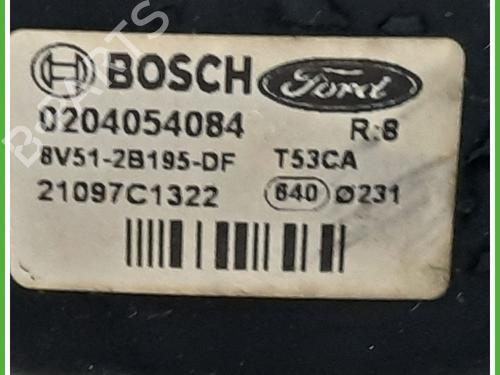 BOSCH Ford
0204054084 R:8
8V51-2B195-DF T53CA
21097C1322 640 Ø231